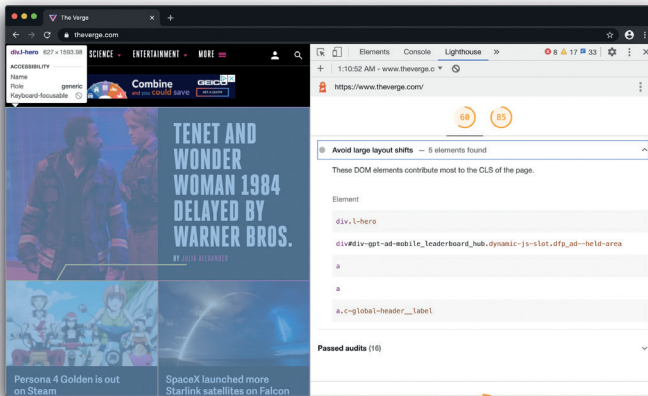 The Verge
theverge.com
div.l-hero 627 x 1593.98
ACCESSIBILITY
Name
Role generic
Keyboard-focusable
SCIENCE ENTERTAINMENT MORE
Combine
and you could save
GEICO
GET A QUOTE
TENET AND
WONDER
WOMAN 1984
DELAYED BY
WARNER BROS.
BY JULIA ALEXANDER
Persona 4 Golden is out
on Steam
SpaceX launched more
Starlink satellites on Falcon
Elements Console Lighthouse » 8 17 33
+ 1:10:52 AM - www.theverge.c
https://www.theverge.com/
60 85
Avoid large layout shifts — 5 elements found
These DOM elements contribute most to the CLS of the page.
Element
div.l-hero
div#div-gpt-ad-mobile_leaderboard_hub.dynamic-js-slot.dfp_ad--held-area
a
a
a.c-global-header__label
Passed audits (16)